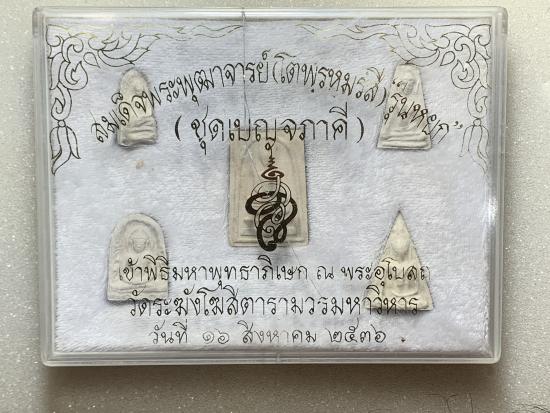 สมเด็จพระพุฒาจารย์ (โตพรหมรังสี)
(ชุดเบญจภาคี)
เข้าพิธีมหาพุทธาภิเษก ณ พระอุโบสถ
วัดระฆังโฆสิตารามวรมหาวิหาร
วันที่ ๑๖ สิงหาคม ๒๕๓๖